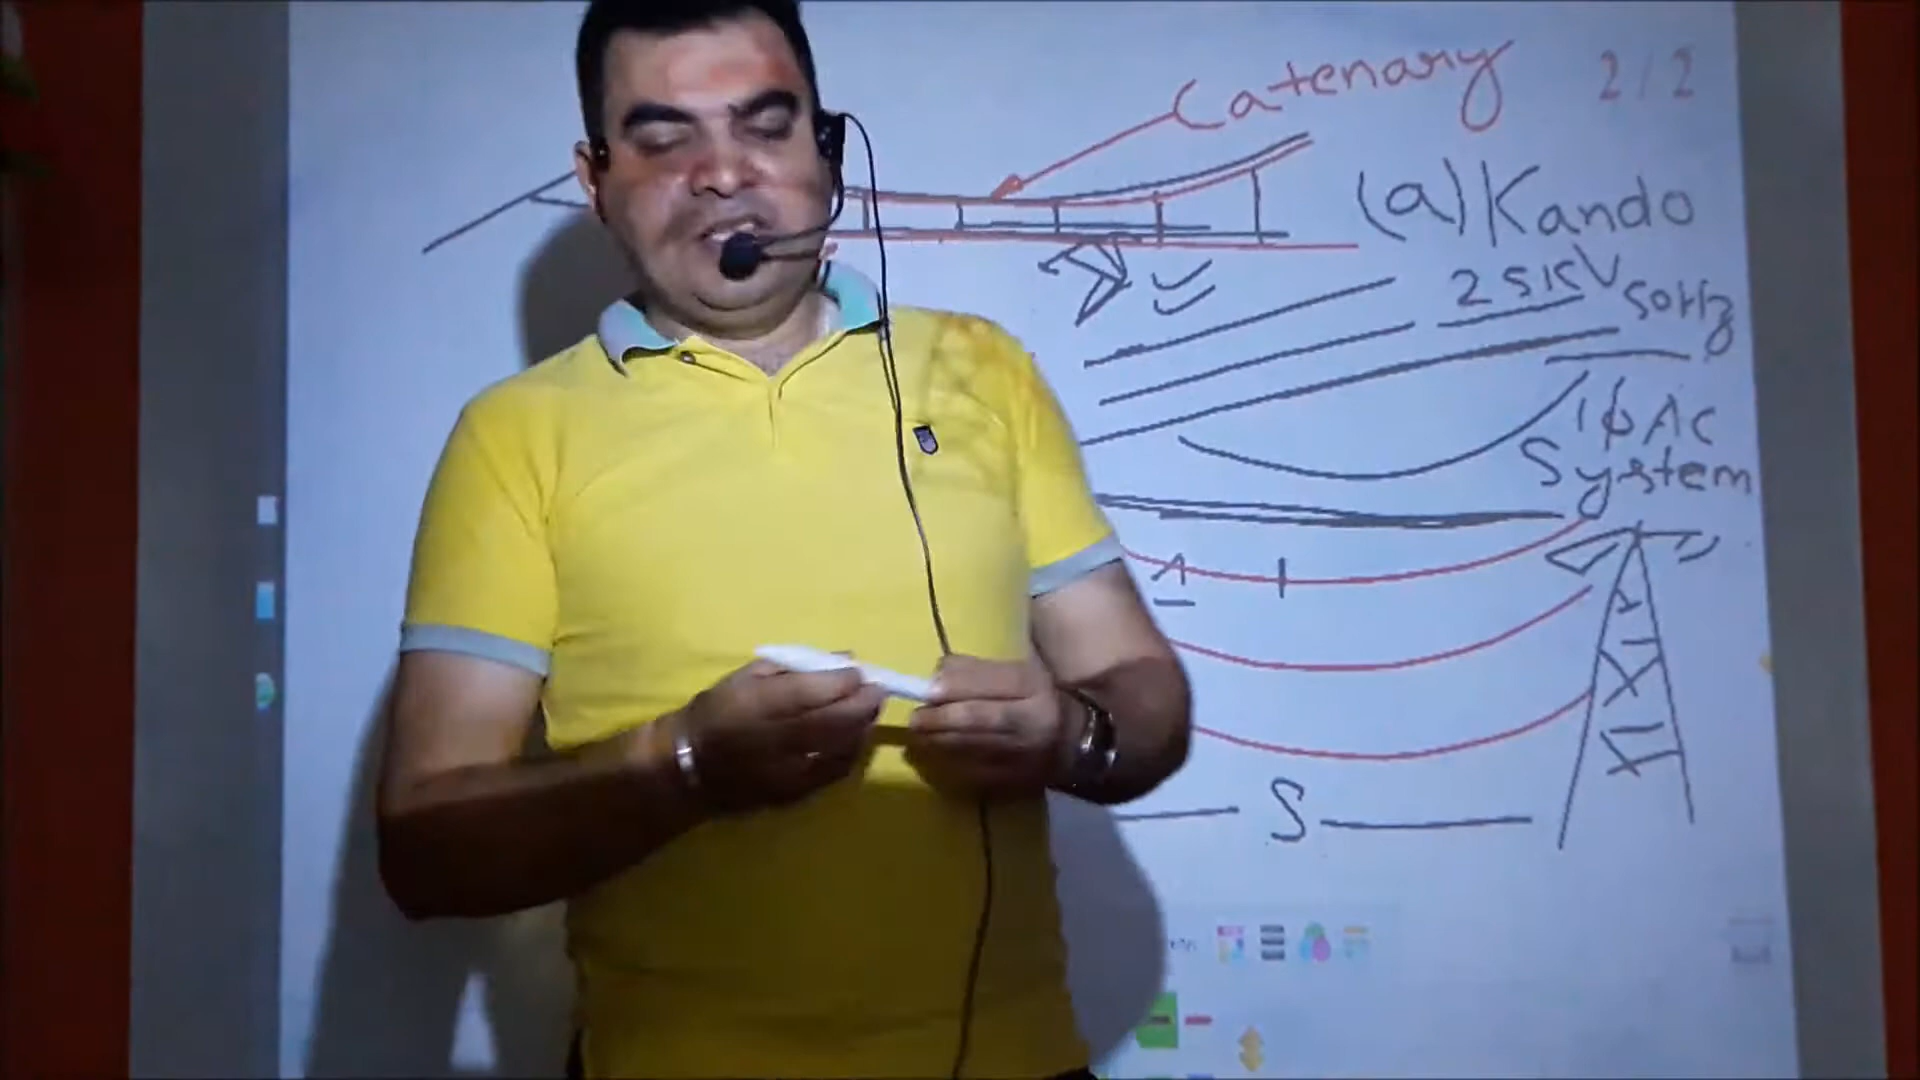 Catenary
2/2
(a) Kando
25KV
50Hz
1ϕ AC
System
S